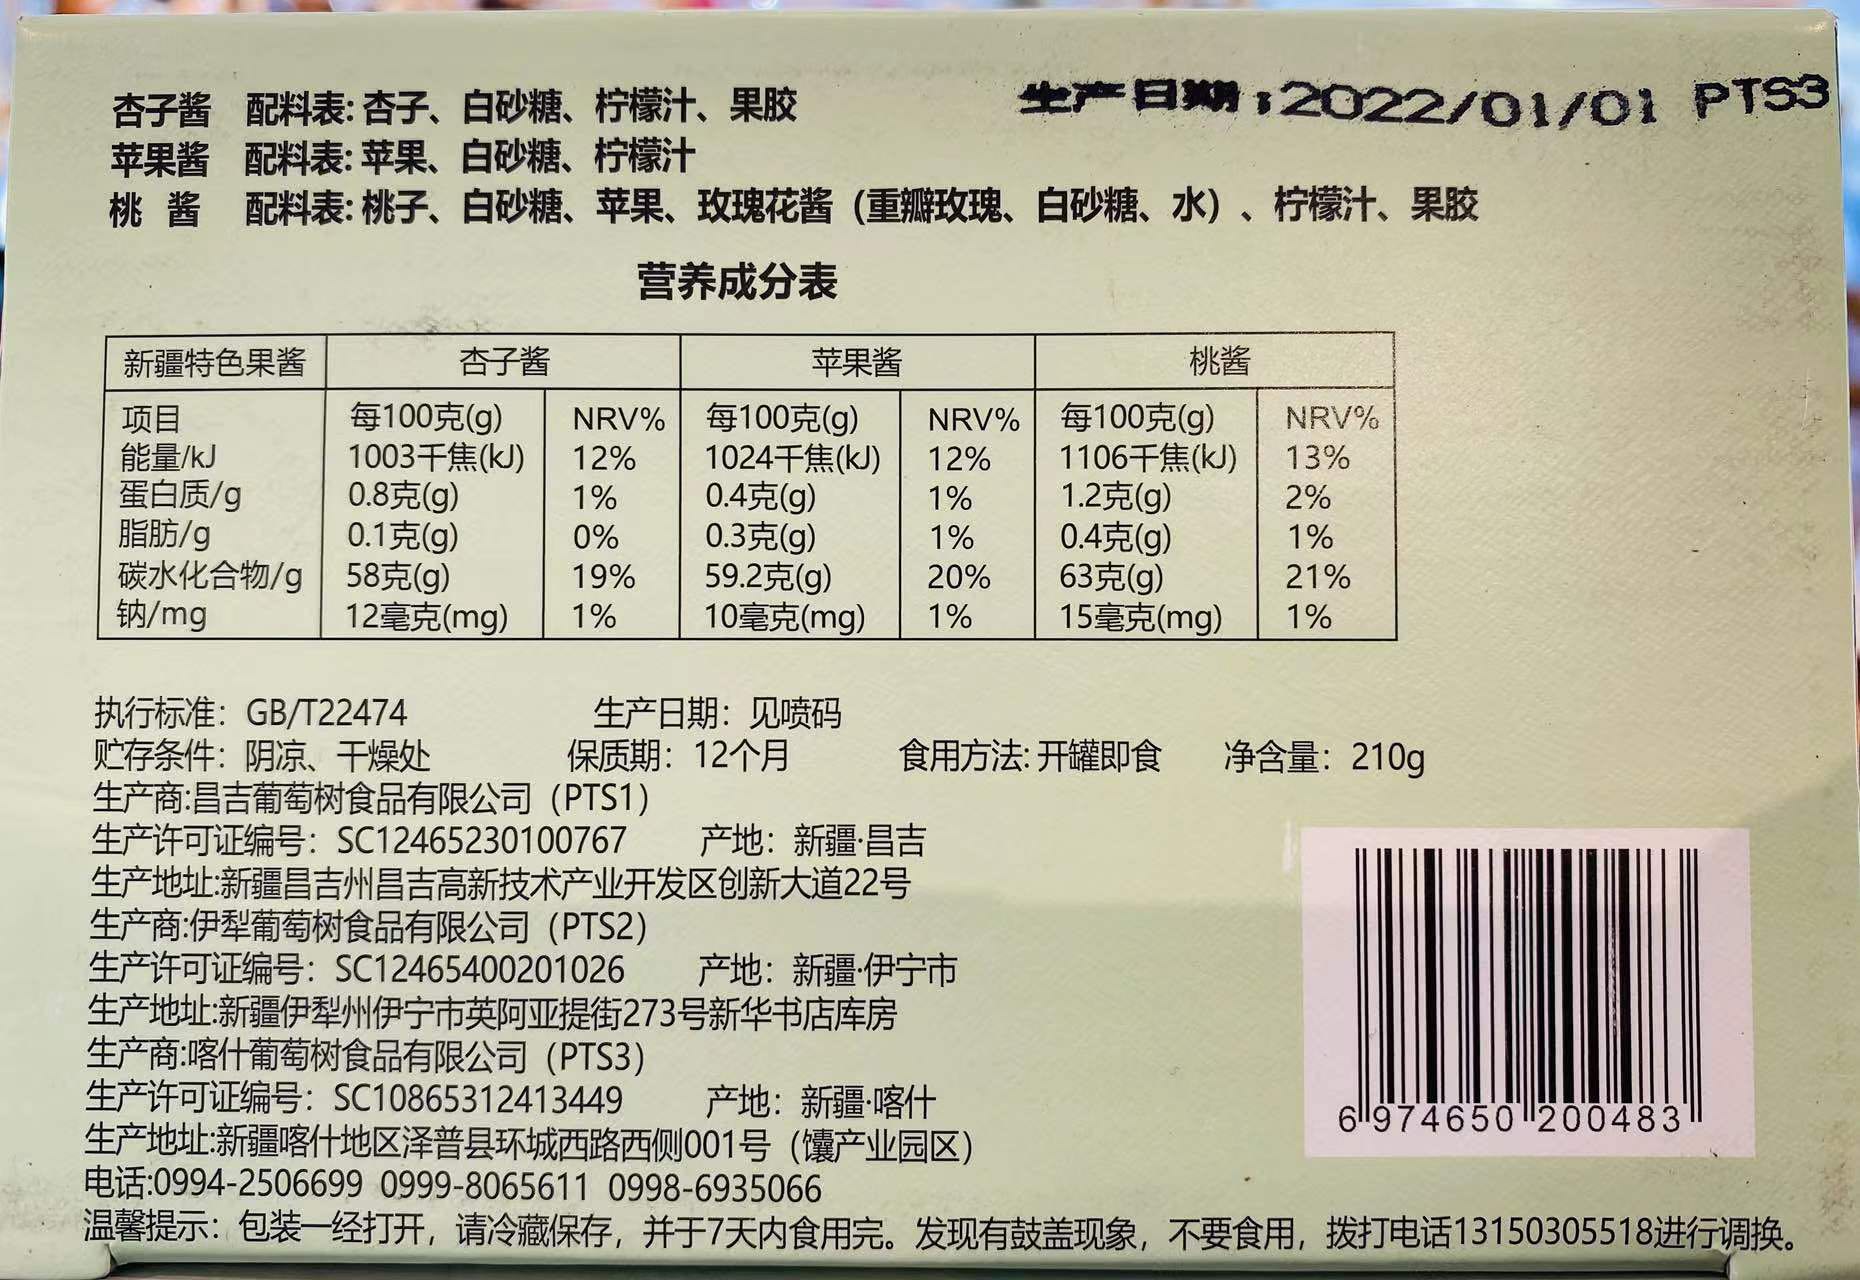 生产日期:2022/01/01 PTS3
杏子酱 配料表:杏子、白砂糖、柠檬汁、果胶
苹果酱 配料表:苹果、白砂糖、柠檬汁
桃 酱 配料表:桃子、白砂糖、苹果、玫瑰花酱（重瓣玫瑰、白砂糖、水）、柠檬汁、果胶
营养成分表
新疆特色果酱 杏子酱 苹果酱 桃酱
项目 每100克(g) NRV% 每100克(g) NRV% 每100克(g) NRV%
能量/kJ 1003千焦(kJ) 12% 1024千焦(kJ) 12% 1106千焦(kJ) 13%
蛋白质/g 0.8克(g) 1% 0.4克(g) 1% 1.2克(g) 2%
脂肪/g 0.1克(g) 0% 0.3克(g) 1% 0.4克(g) 1%
碳水化合物/g 58克(g) 19% 59.2克(g) 20% 63克(g) 21%
钠/mg 12毫克(mg) 1% 10毫克(mg) 1% 15毫克(mg) 1%
执行标准：GB/T22474 生产日期：见喷码
贮存条件：阴凉、干燥处 保质期：12个月 食用方法:开罐即食 净含量：210g
生产商:昌吉葡萄树食品有限公司（PTS1）
生产许可证编号：SC12465230100767 产地：新疆·昌吉
生产地址:新疆昌吉州昌吉高新技术产业开发区创新大道22号
生产商:伊犁葡萄树食品有限公司（PTS2）
生产许可证编号：SC12465400201026 产地：新疆·伊宁市
生产地址:新疆伊犁州伊宁市英阿亚提街273号新华书店库房
生产商:喀什葡萄树食品有限公司（PTS3）
生产许可证编号：SC10865312413449 产地：新疆·喀什
生产地址:新疆喀什地区泽普县环城西路西侧001号（馕产业园区）
电话:0994-2506699 0999-8065611 0998-6935066
温馨提示：包装一经打开，请冷藏保存，并于7天内食用完。发现有鼓盖现象，不要食用，拨打电话13150305518进行调换。
6 974650 200483